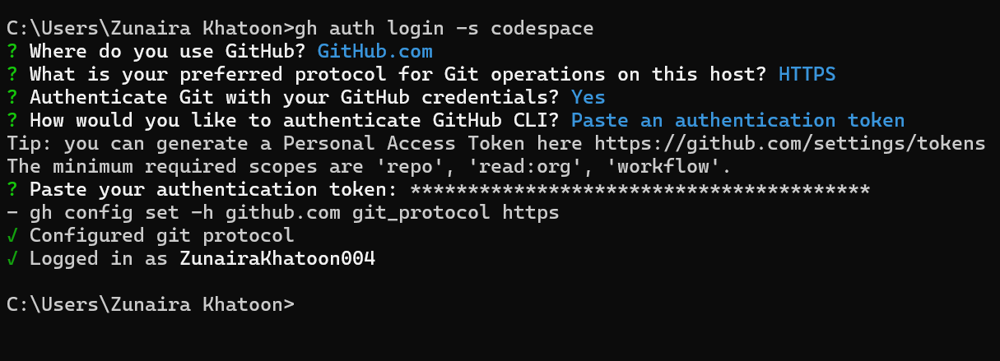 C:\Users\Zunaira Khatoon>gh auth login -s codespace
? Where do you use GitHub? GitHub.com
? What is your preferred protocol for Git operations on this host? HTTPS
? Authenticate Git with your GitHub credentials? Yes
? How would you like to authenticate GitHub CLI? Paste an authentication token
Tip: you can generate a Personal Access Token here https://github.com/settings/tokens
The minimum required scopes are 'repo', 'read:org', 'workflow'.
? Paste your authentication token: ****************************************
- gh config set -h github.com git_protocol https
√ Configured git protocol
√ Logged in as ZunairaKhatoon004
C:\Users\Zunaira Khatoon>